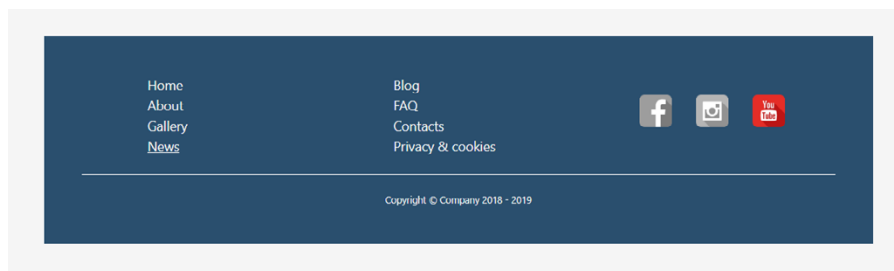 Home
About
Gallery
News
Blog
FAQ
Contacts
Privacy & cookies
f
You
Tube
Copyright © Company 2018 - 2019